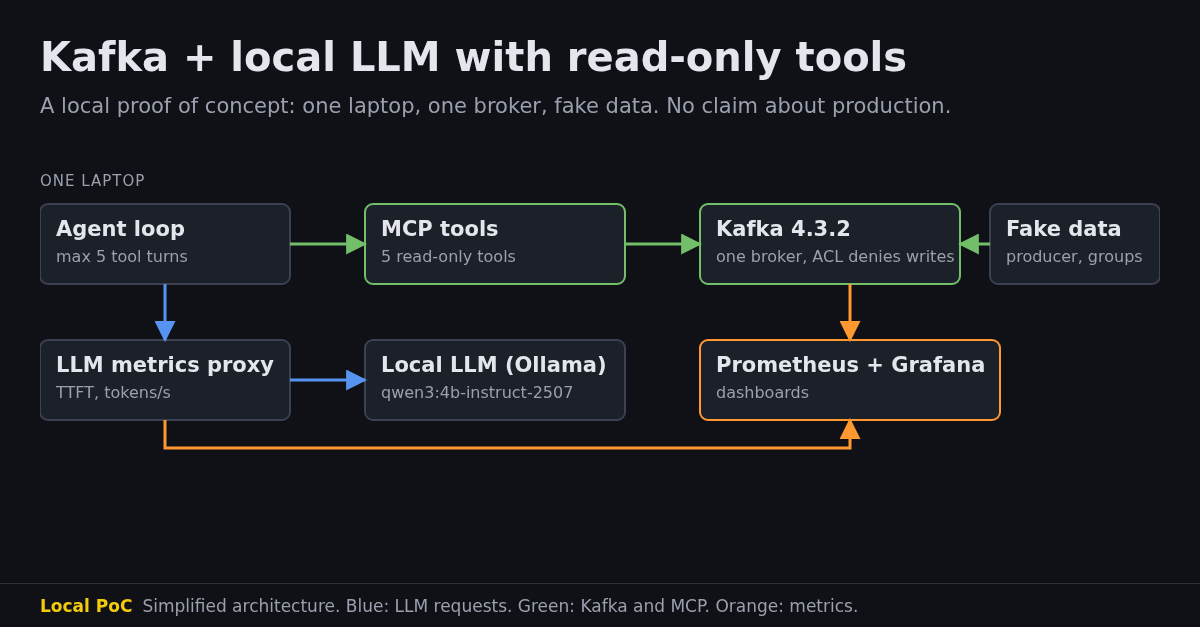 Kafka + local LLM with read-only tools
A local proof of concept: one laptop, one broker, fake data. No claim about production.
ONE LAPTOP
Agent loop
max 5 tool turns
MCP tools
5 read-only tools
Kafka 4.3.2
one broker, ACL denies writes
Fake data
producer, groups
LLM metrics proxy
TTFT, tokens/s
Local LLM (Ollama)
qwen3:4b-instruct-2507
Prometheus + Grafana
dashboards
Local PoC Simplified architecture. Blue: LLM requests. Green: Kafka and MCP. Orange: metrics.